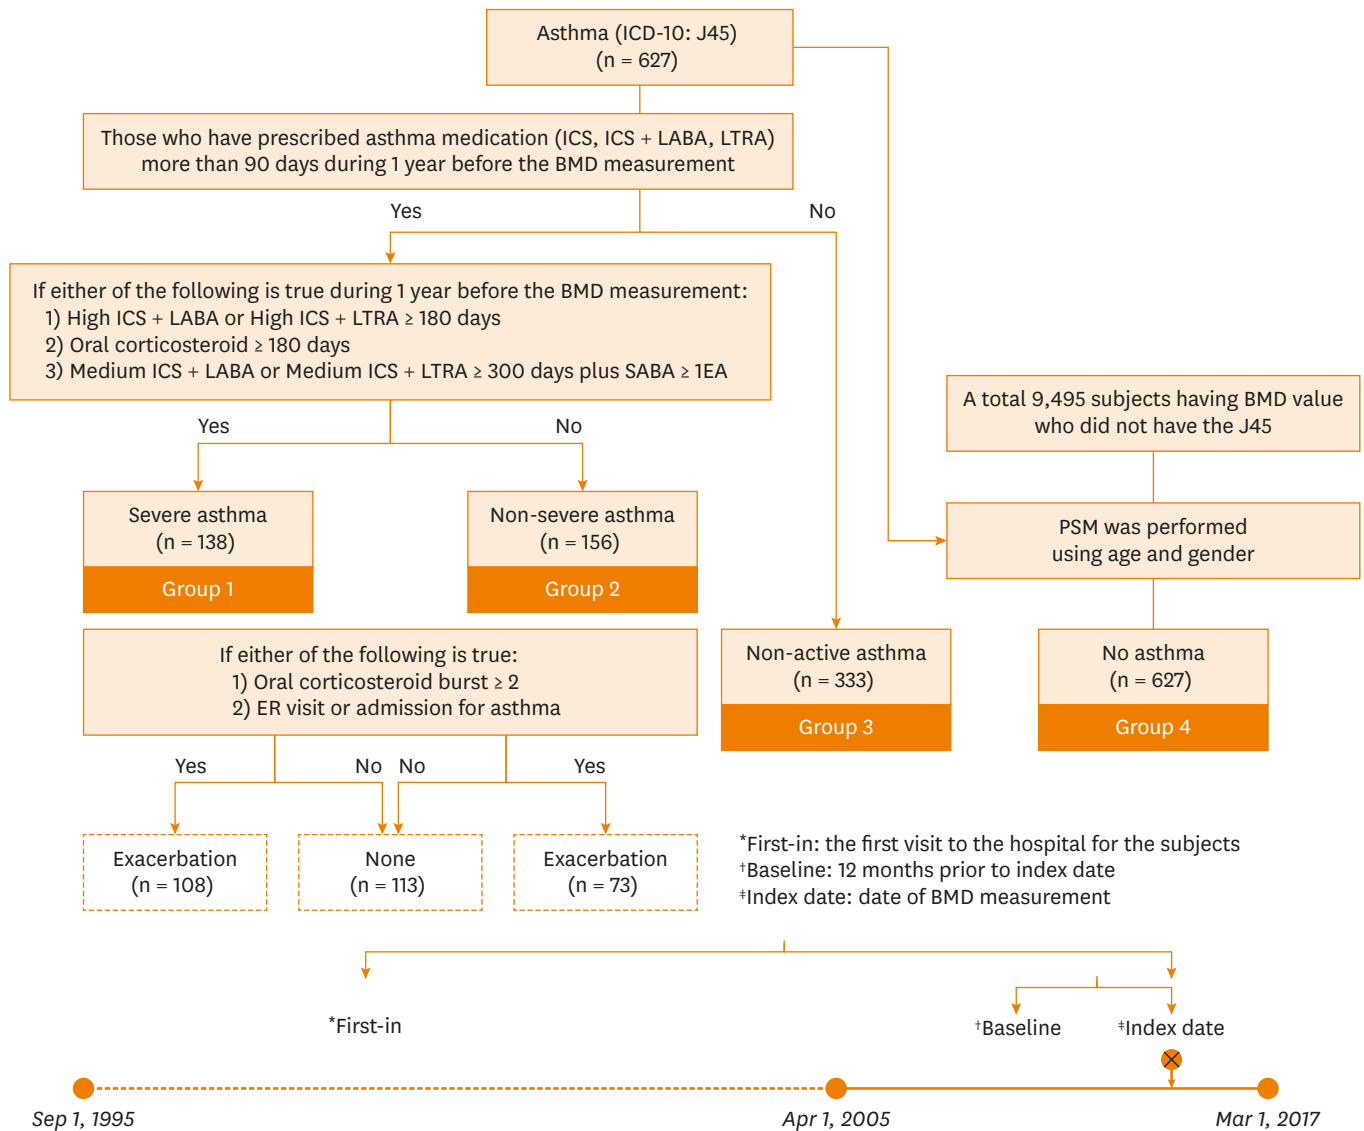 Asthma (ICD-10: J45)
(n = 627)
Those who have prescribed asthma medication (ICS, ICS + LABA, LTRA)
more than 90 days during 1 year before the BMD measurement
Yes
No
If either of the following is true during 1 year before the BMD measurement:
1) High ICS + LABA or High ICS + LTRA ≥ 180 days
2) Oral corticosteroid ≥ 180 days
3) Medium ICS + LABA or Medium ICS + LTRA ≥ 300 days plus SABA ≥ 1EA
A total 9,495 subjects having BMD value
who did not have the J45
Yes
No
Severe asthma
(n = 138)
Group 1
Non-severe asthma
(n = 156)
Group 2
PSM was performed
using age and gender
If either of the following is true:
1) Oral corticosteroid burst ≥ 2
2) ER visit or admission for asthma
Non-active asthma
(n = 333)
Group 3
No asthma
(n = 627)
Group 4
Yes
No
No
Yes
Exacerbation
(n = 108)
None
(n = 113)
Exacerbation
(n = 73)
*First-in: the first visit to the hospital for the subjects
†Baseline: 12 months prior to index date
‡Index date: date of BMD measurement
*First-in
†Baseline
‡Index date
Sep 1, 1995
Apr 1, 2005
Mar 1, 2017